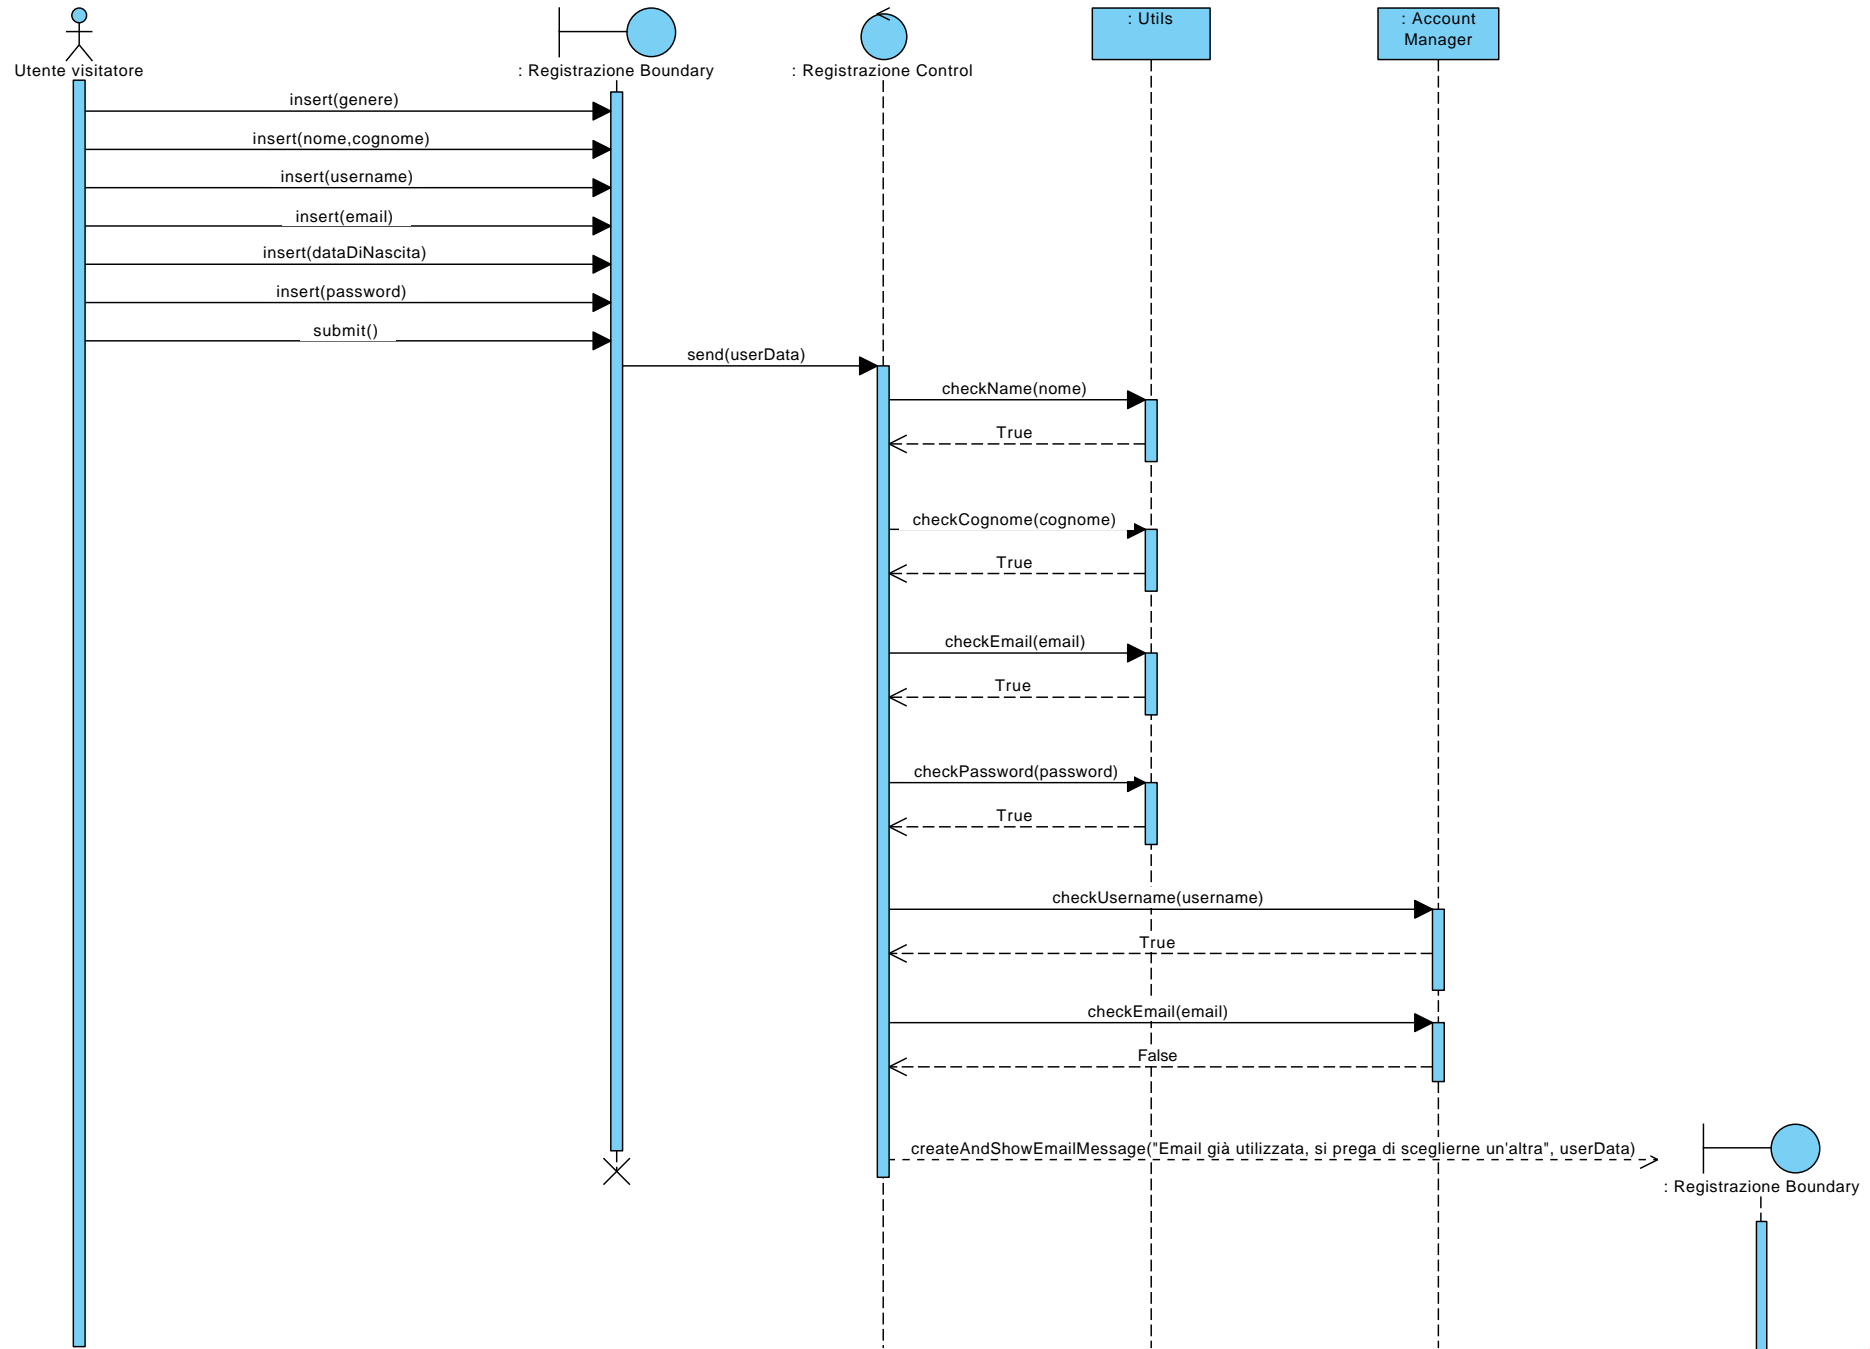 : Utils
: Account
Manager
Utente visitatore
: Registrazione Boundary
: Registrazione Control
insert(genere)
insert(nome,cognome)
insert(username)
insert(email)
insert(dataDiNascita)
insert(password)
submit()
send(userData)
checkName(nome)
True
checkCognome(cognome)
True
checkEmail(email)
True
checkPassword(password)
True
checkUsername(username)
True
checkEmail(email)
False
createAndShowEmailMessage("Email già utilizzata, si prega di sceglierne un'altra", userData)
: Registrazione Boundary